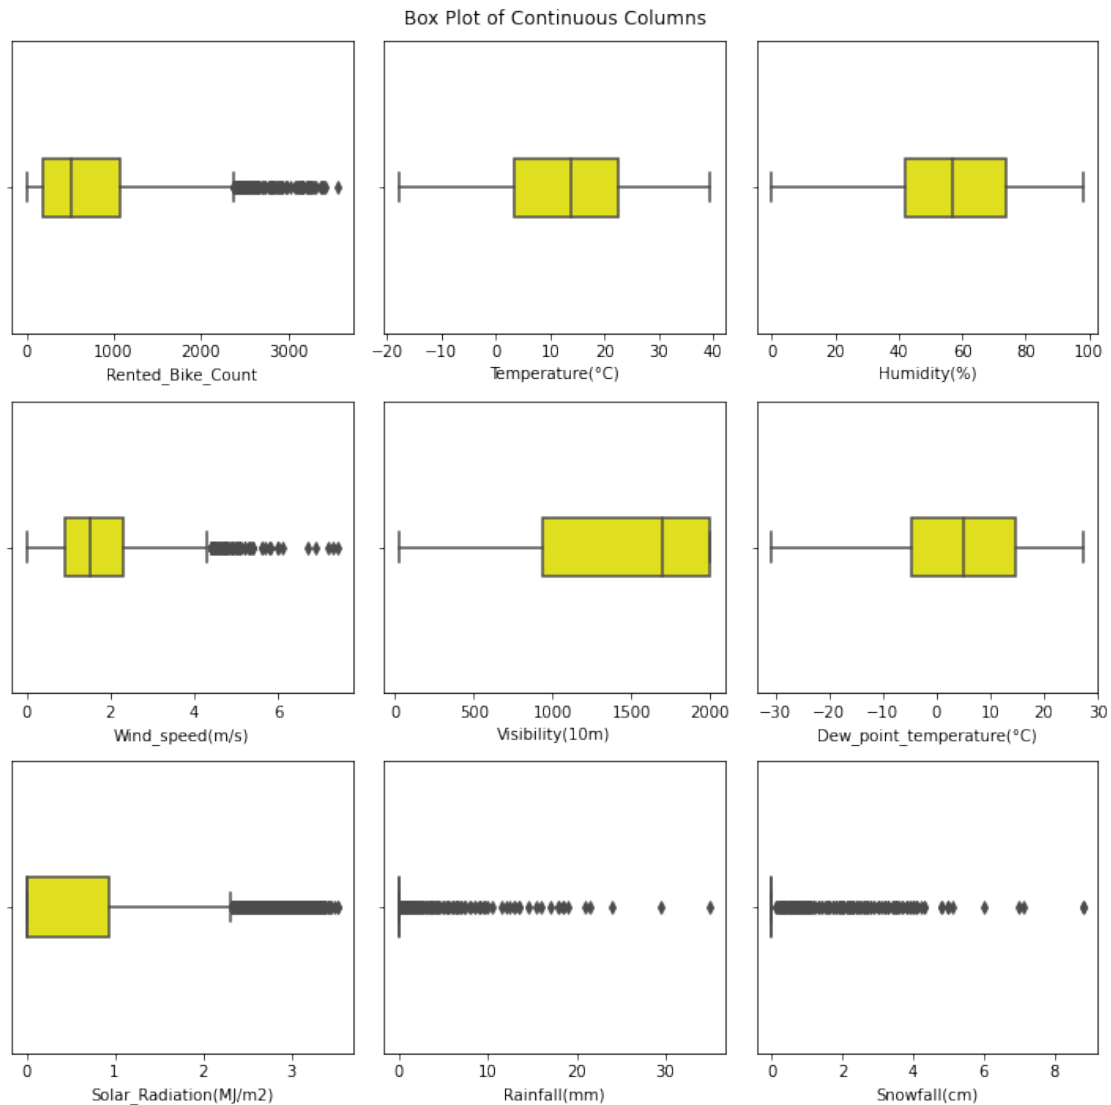 Box Plot of Continuous Columns
0 1000 2000 3000
Rented_Bike_Count
−20 −10 0 10 20 30 40
Temperature(°C)
0 20 40 60 80 100
Humidity(%)
0 2 4 6
Wind_speed(m/s)
0 500 1000 1500 2000
Visibility(10m)
−30 −20 −10 0 10 20 30
Dew_point_temperature(°C)
0 1 2 3
Solar_Radiation(MJ/m2)
0 10 20 30
Rainfall(mm)
0 2 4 6 8
Snowfall(cm)